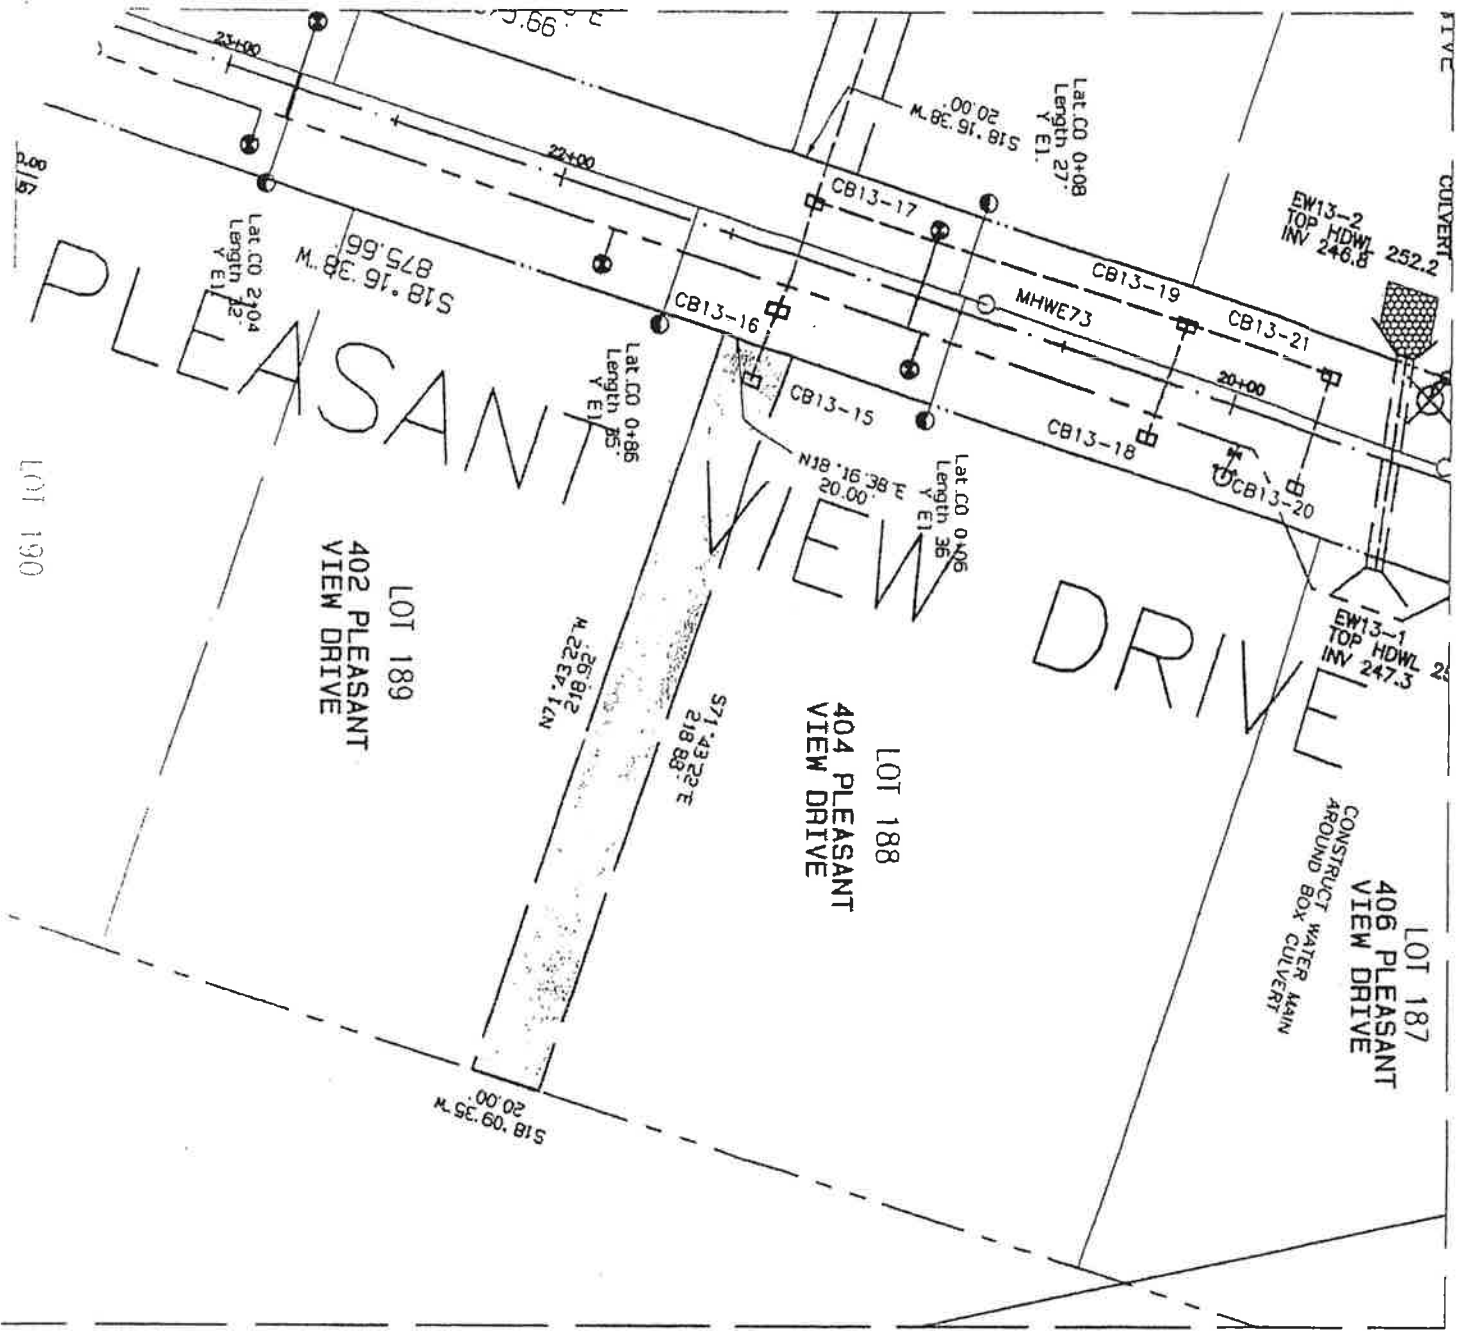 23+00
22+00
20+00
S18°16'38"W
20.00'
Lat.CO 0+08
Length 27'
Y El.
CULVERT
EW13-2
TOP HDWL 252.2
INV 246.8
CB13-17
CB13-19
CB13-21
MHWE73
CB13-16
CB13-15
CB13-18
CB13-20
Lat.CO 2+04
Length 32'
Y El.
S18°16'38"W
875.66
Lat.CO 0+86
Length 35'
Y El.
N18°16'38"E
20.00'
Lat.CO 0+06
Length 36'
Y El.
PLEASANT VIEW DRIVE
EW13-1
TOP HDWL
INV 247.3
LOT 190
LOT 189
402 PLEASANT
VIEW DRIVE
N71°43'22"W
218.92'
S71°43'22"E
218.88'
LOT 188
404 PLEASANT
VIEW DRIVE
CONSTRUCT WATER MAIN
AROUND BOX CULVERT
LOT 187
406 PLEASANT
VIEW DRIVE
S18°09'35"W
20.00'